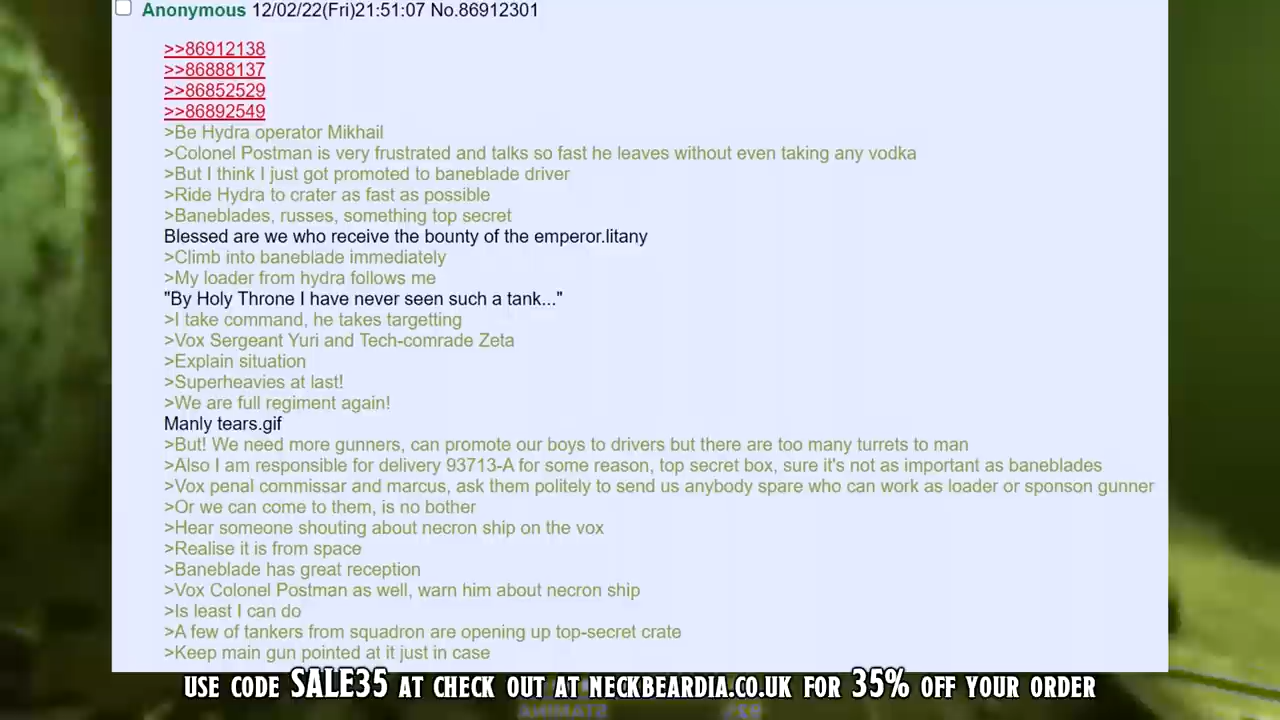 Anonymous 12/02/22(Fri)21:51:07 No.86912301
>>86912138
>>86888137
>>86852529
>>86892549
>Be Hydra operator Mikhail
>Colonel Postman is very frustrated and talks so fast he leaves without even taking any vodka
>But I think I just got promoted to baneblade driver
>Ride Hydra to crater as fast as possible
>Baneblades, russes, something top secret
Blessed are we who receive the bounty of the emperor.litany
>Climb into baneblade immediately
>My loader from hydra follows me
"By Holy Throne I have never seen such a tank..."
>I take command, he takes targetting
>Vox Sergeant Yuri and Tech-comrade Zeta
>Explain situation
>Superheavies at last!
>We are full regiment again!
Manly tears.gif
>But! We need more gunners, can promote our boys to drivers but there are too many turrets to man
>Also I am responsible for delivery 93713-A for some reason, top secret box, sure it's not as important as baneblades
>Vox penal commissar and marcus, ask them politely to send us anybody spare who can work as loader or sponson gunner
>Or we can come to them, is no bother
>Hear someone shouting about necron ship on the vox
>Realise it is from space
>Baneblade has great reception
>Vox Colonel Postman as well, warn him about necron ship
>Is least I can do
>A few of tankers from squadron are opening up top-secret crate
>Keep main gun pointed at it just in case
USE CODE SALE35 AT CHECK OUT AT NECKBEARDIA.CO.UK FOR 35% OFF YOUR ORDER